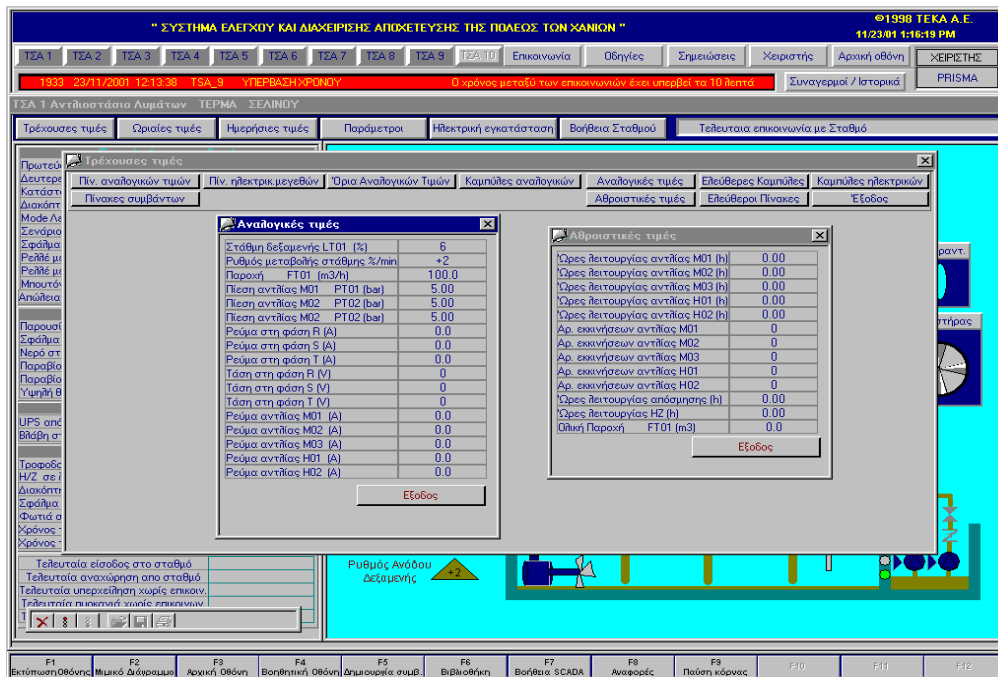 " ΣΥΣΤΗΜΑ ΕΛΕΓΧΟΥ ΚΑΙ ΔΙΑΧΕΙΡΙΣΗΣ ΑΠΟΧΕΤΕΥΣΗΣ ΤΗΣ ΠΟΛΕΩΣ ΤΩΝ ΧΑΝΙΩΝ "
©1998 TEKA A.E.
11/23/01 1:16:19 PM
ΤΣΑ 1 ΤΣΑ 2 ΤΣΑ 3 ΤΣΑ 4 ΤΣΑ 5 ΤΣΑ 6 ΤΣΑ 7 ΤΣΑ 8 ΤΣΑ 9 ΤΣΑ 10 Επικοινωνία Οδηγίες Σημειώσεις Χειριστής Αρχική οθόνη ΧΕΙΡΙΣΤΗΣ
1933 23/11/2001 12:13:38 TSA_9 ΥΠΕΡΒΑΣΗ ΧΡΟΝΟΥ Ο χρόνος μεταξύ των επικοινωνιών έχει υπερβεί τα 10 λεπτά Συναγερμοί / Ιστορικά PRISMA
ΤΣΑ 1 Αντλιοστάσιο Λυμάτων ΤΕΡΜΑ ΣΕΛΙΝΟΥ
Τρέχουσες τιμές Ωριαίες τιμές Ημερήσιες τιμές Παράμετροι Ηλεκτρική εγκατάσταση Βοήθεια Σταθμού Τελευταια επικοινωνία με Σταθμό
Τρέχουσες τιμές
Πίν. αναλογικών τιμών Πίν. ηλεκτρικ.μεγεθών Όρια Αναλογικών Τιμών Καμπύλες αναλογικών Αναλογικές τιμές Ελεύθερες Καμπύλες Καμπύλες ηλεκτρικών
Πίνακες συμβάντων Αθροιστικές τιμές Ελεύθεροι Πίνακες Έξοδος
Αναλογικές τιμές
Στάθμη δεξαμενής LT01 (%) 6
Ρυθμός μεταβολής στάθμης %/min +2
Παροχή FT01 (m3/h) 100.0
Πίεση αντλίας M01 PT01 (bar) 5.00
Πίεση αντλίας M02 PT02 (bar) 5.00
Πίεση αντλίας M02 PT02 (bar) 5.00
Ρεύμα στη φάση R (A) 0.0
Ρεύμα στη φάση S (A) 0.0
Ρεύμα στη φάση T (A) 0.0
Τάση στη φάση R (V) 0
Τάση στη φάση S (V) 0
Τάση στη φάση T (V) 0
Ρεύμα αντλίας M01 (A) 0.0
Ρεύμα αντλίας M02 (A) 0.0
Ρεύμα αντλίας M03 (A) 0.0
Ρεύμα αντλίας H01 (A) 0.0
Ρεύμα αντλίας H02 (A) 0.0
Εξοδος
Αθροιστικές τιμές
Ώρες λειτουργίας αντλίας M01 (h) 0.00
Ώρες λειτουργίας αντλίας M02 (h) 0.00
Ώρες λειτουργίας αντλίας M03 (h) 0.00
Ώρες λειτουργίας αντλίας H01 (h) 0.00
Ώρες λειτουργίας αντλίας H02 (h) 0.00
Αρ. εκκινήσεων αντλίας M01 0
Αρ. εκκινήσεων αντλίας M02 0
Αρ. εκκινήσεων αντλίας M03 0
Αρ. εκκινήσεων αντλίας H01 0
Αρ. εκκινήσεων αντλίας H02 0
Ώρες λειτουργίας απόσμησης (h) 0.00
Ώρες λειτουργίας HZ (h) 0.00
Ολική Παροχή FT01 (m3) 0.0
Εξοδος
Τελευταία είσοδος στο σταθμό
Τελευταία αναχώρηση απο σταθμό
Τελευταία υπερχείληση χωρίς επικοιν.
Τελευταία πυρκαγιά χωρίς επικοινων
Ρυθμός Ανόδου
Δεξαμενής
+2
F1 F2 F3 F4 F5 F6 F7 F8 F9 F10 F11 F12
Εκτύπωση Οθόνης Μιμικό Διάγραμμα Αρχική Οθόνη Βοηθητική Οθόνη Δημιουργία συμβ. Βιβλιοθήκη Βοήθεια SCADA Αναφορές Παύση κόρνας